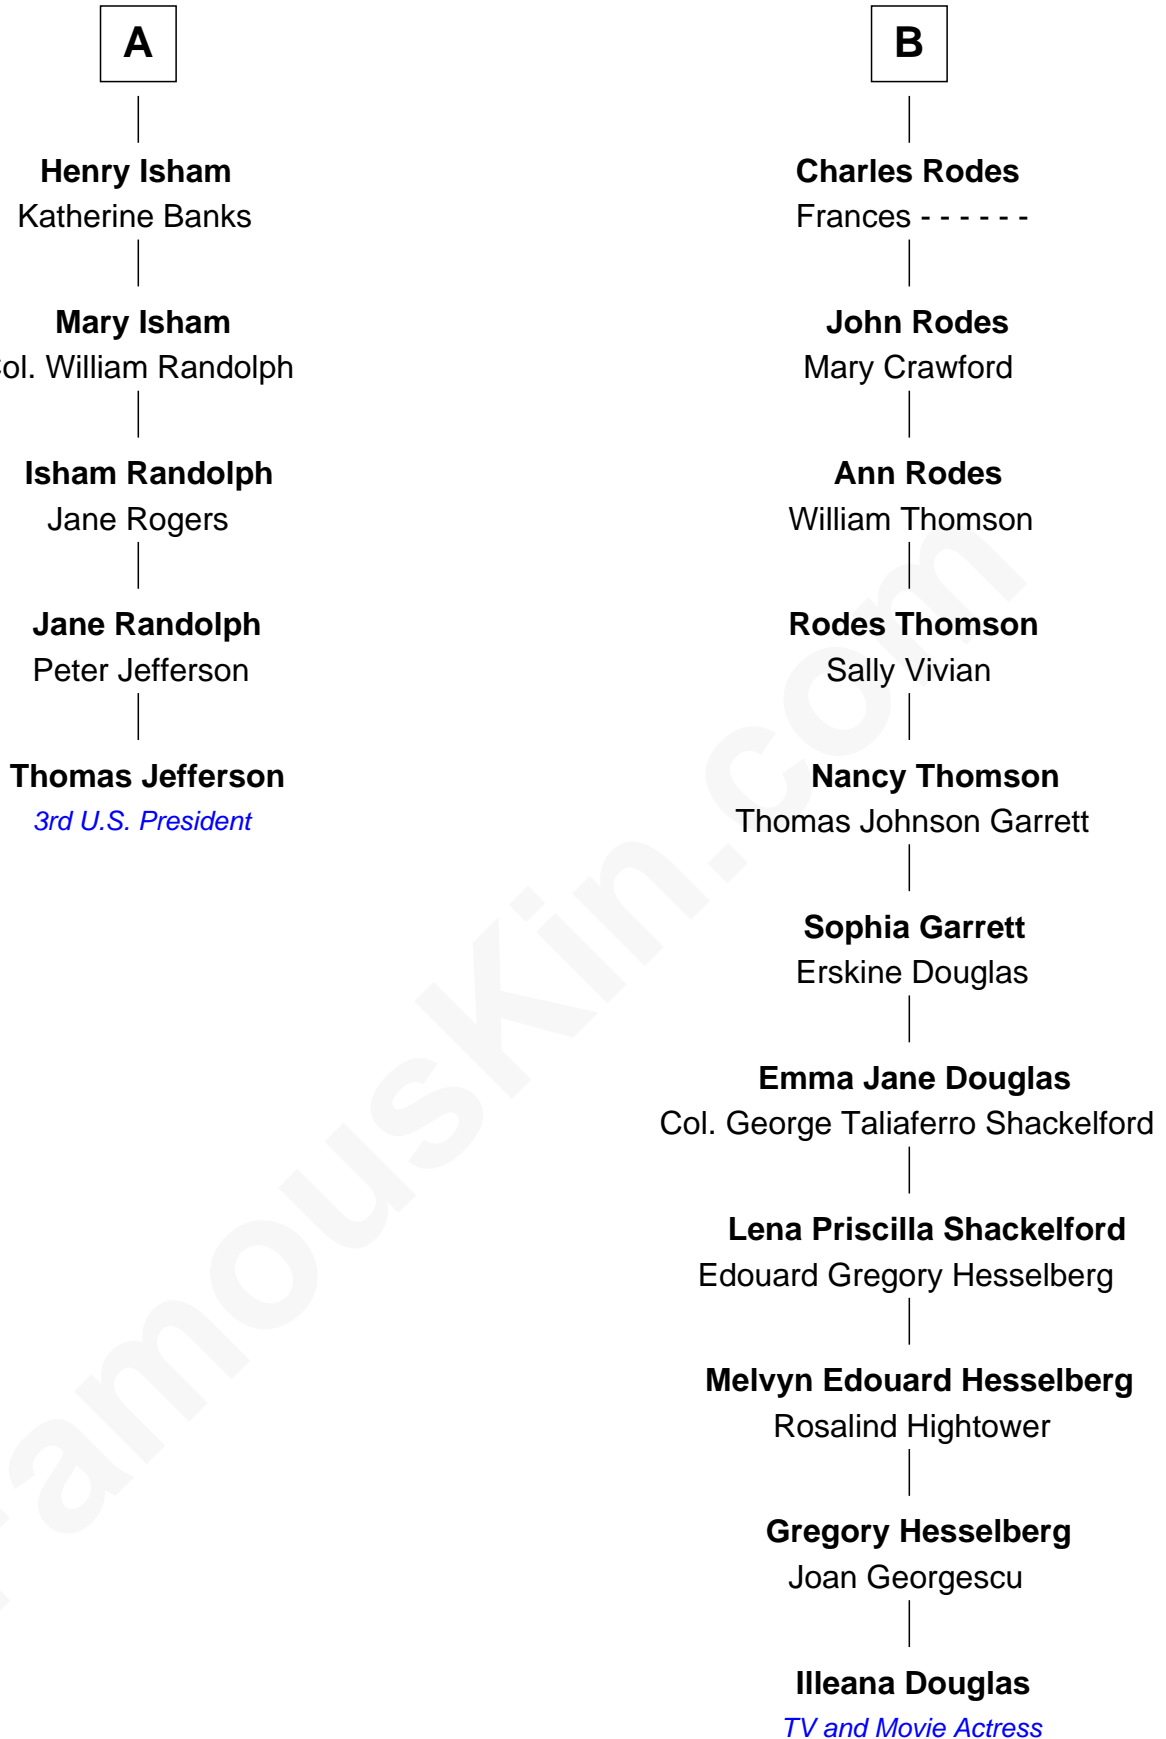 A
Henry Isham
Katherine Banks
Mary Isham
Col. William Randolph
Isham Randolph
Jane Rogers
Jane Randolph
Peter Jefferson
Thomas Jefferson
3rd U.S. President
B
Charles Rodes
Frances - - - - - -
John Rodes
Mary Crawford
Ann Rodes
William Thomson
Rodes Thomson
Sally Vivian
Nancy Thomson
Thomas Johnson Garrett
Sophia Garrett
Erskine Douglas
Emma Jane Douglas
Col. George Taliaferro Shackelford
Lena Priscilla Shackelford
Edouard Gregory Hesselberg
Melvyn Edouard Hesselberg
Rosalind Hightower
Gregory Hesselberg
Joan Georgescu
Illeana Douglas
TV and Movie Actress
FamousKin.com